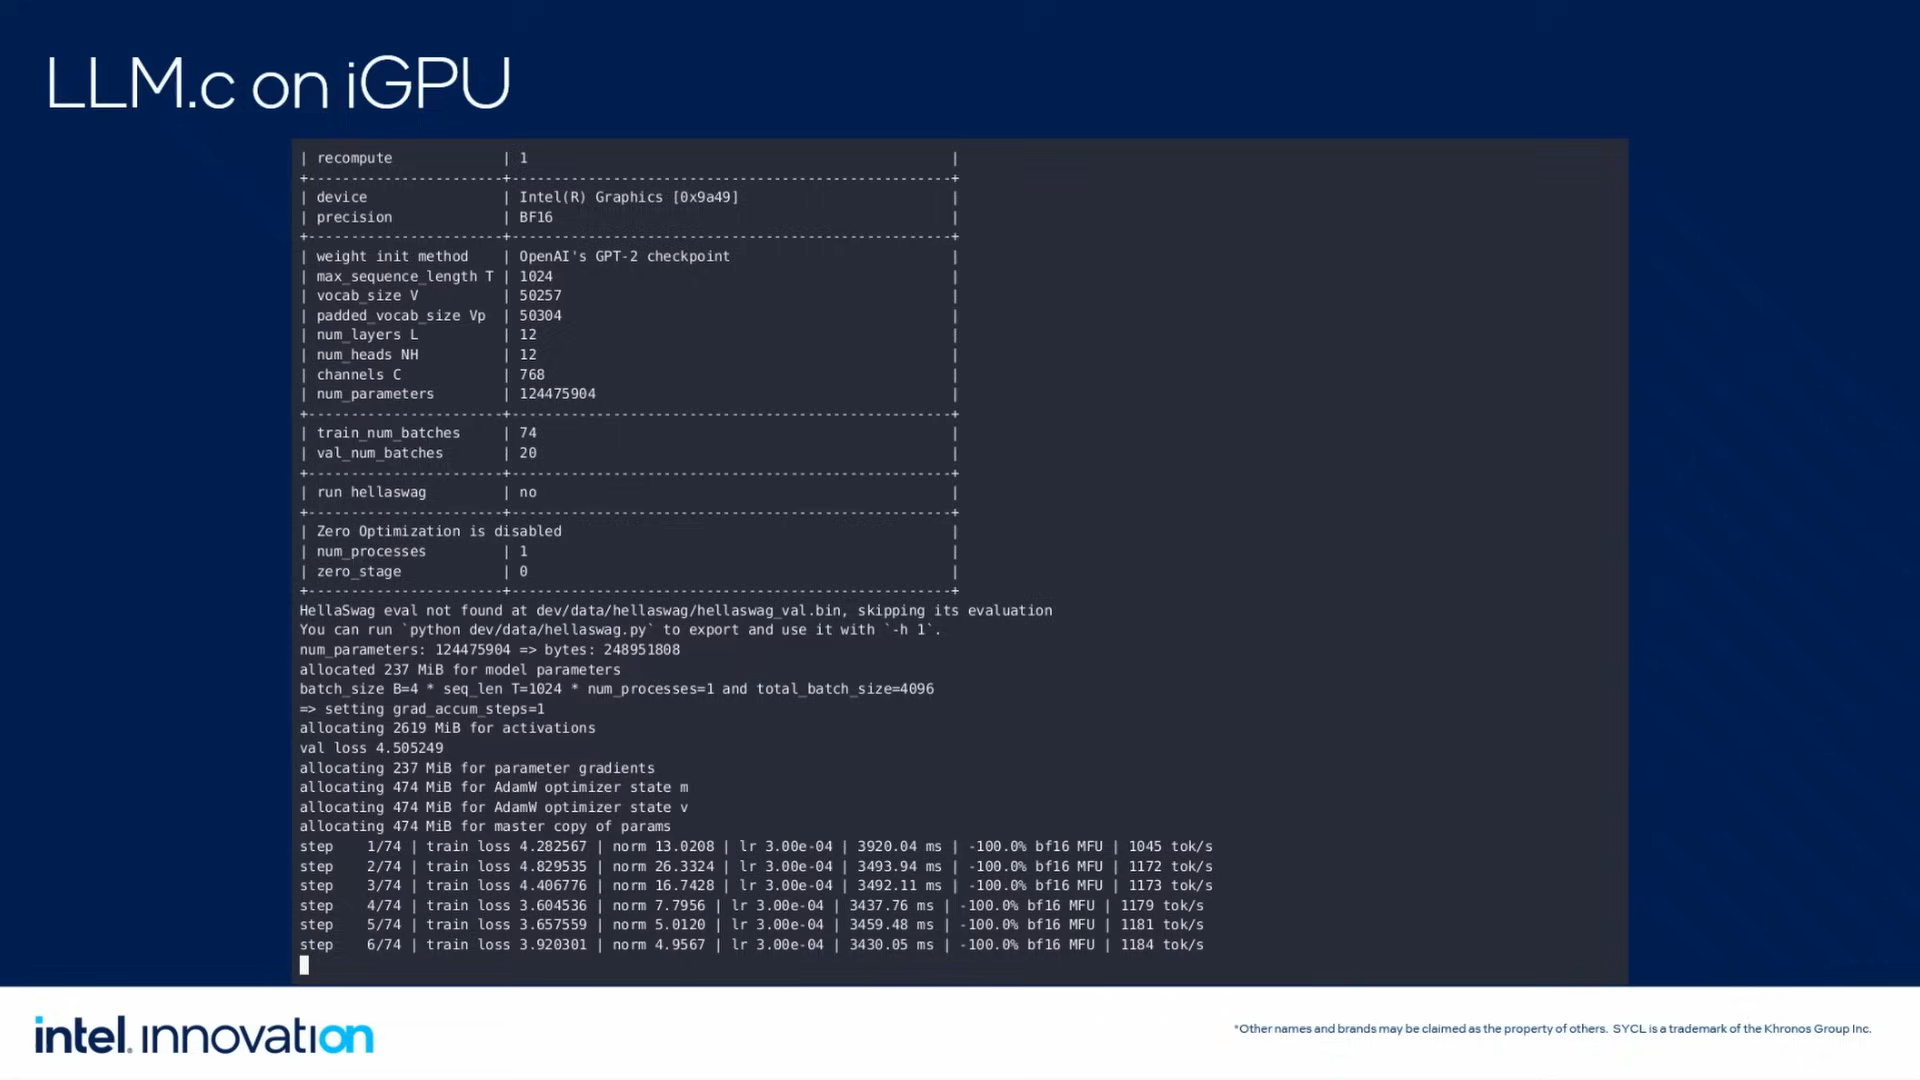 LLM.c on iGPU
| recompute | 1 |
+-----------------------+-----------------------------------------------------+
| device | Intel(R) Graphics [0x9a49] |
| precision | BF16 |
+-----------------------+-----------------------------------------------------+
| weight init method | OpenAI's GPT-2 checkpoint |
| max_sequence_length T | 1024 |
| vocab_size V | 50257 |
| padded_vocab_size Vp | 50304 |
| num_layers L | 12 |
| num_heads NH | 12 |
| channels C | 768 |
| num_parameters | 124475904 |
+-----------------------+-----------------------------------------------------+
| train_num_batches | 74 |
| val_num_batches | 20 |
+-----------------------+-----------------------------------------------------+
| run hellaswag | no |
+-----------------------+-----------------------------------------------------+
| Zero Optimization is disabled |
| num_processes | 1 |
| zero_stage | 0 |
+-----------------------+-----------------------------------------------------+
HellaSwag eval not found at dev/data/hellaswag/hellaswag_val.bin, skipping its evaluation
You can run `python dev/data/hellaswag.py` to export and use it with `-h 1`.
num_parameters: 124475904 => bytes: 248951808
allocated 237 MiB for model parameters
batch_size B=4 * seq_len T=1024 * num_processes=1 and total_batch_size=4096
=> setting grad_accum_steps=1
allocating 2619 MiB for activations
val loss 4.505249
allocating 237 MiB for parameter gradients
allocating 474 MiB for AdamW optimizer state m
allocating 474 MiB for AdamW optimizer state v
allocating 474 MiB for master copy of params
step 1/74 | train loss 4.282567 | norm 13.0208 | lr 3.00e-04 | 3920.04 ms | -100.0% bf16 MFU | 1045 tok/s
step 2/74 | train loss 4.829535 | norm 26.3324 | lr 3.00e-04 | 3493.94 ms | -100.0% bf16 MFU | 1172 tok/s
step 3/74 | train loss 4.406776 | norm 16.7428 | lr 3.00e-04 | 3492.11 ms | -100.0% bf16 MFU | 1173 tok/s
step 4/74 | train loss 3.604536 | norm 7.7956 | lr 3.00e-04 | 3437.76 ms | -100.0% bf16 MFU | 1179 tok/s
step 5/74 | train loss 3.657559 | norm 5.0120 | lr 3.00e-04 | 3459.48 ms | -100.0% bf16 MFU | 1181 tok/s
step 6/74 | train loss 3.920301 | norm 4.9567 | lr 3.00e-04 | 3430.05 ms | -100.0% bf16 MFU | 1184 tok/s
intel. innovation
*Other names and brands may be claimed as the property of others. SYCL is a trademark of the Khronos Group Inc.